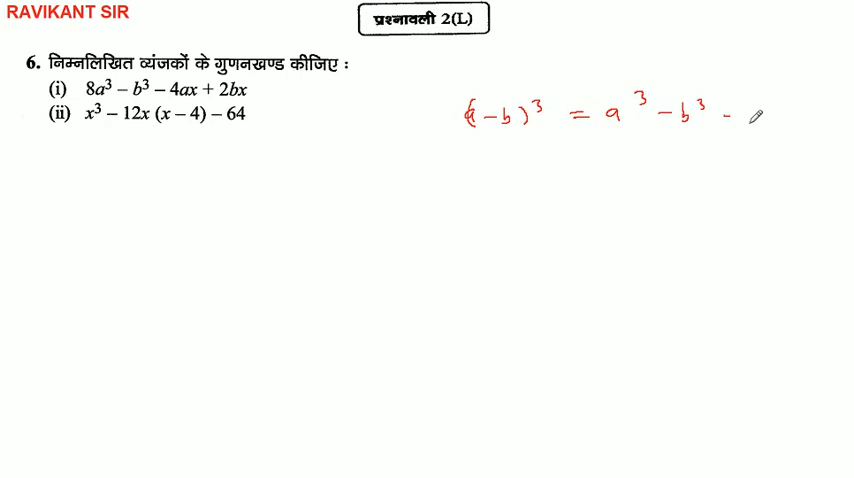 RAVIKANT SIR
प्रश्नावली 2(L)
6. निम्नलिखित व्यंजकों के गुणनखण्ड कीजिए :
(i) 8a³ – b³ – 4ax + 2bx
(ii) x³ – 12x (x – 4) – 64
(a – b)³ = a³ – b³ –